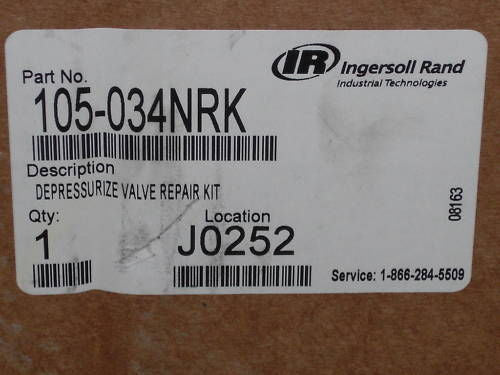 IR Ingersoll Rand
Industrial Technologies
Part No.
105-034NRK
Description
DEPRESSURIZE VALVE REPAIR KIT
Qty: Location
1 J0252
08163
Service: 1-866-284-5509